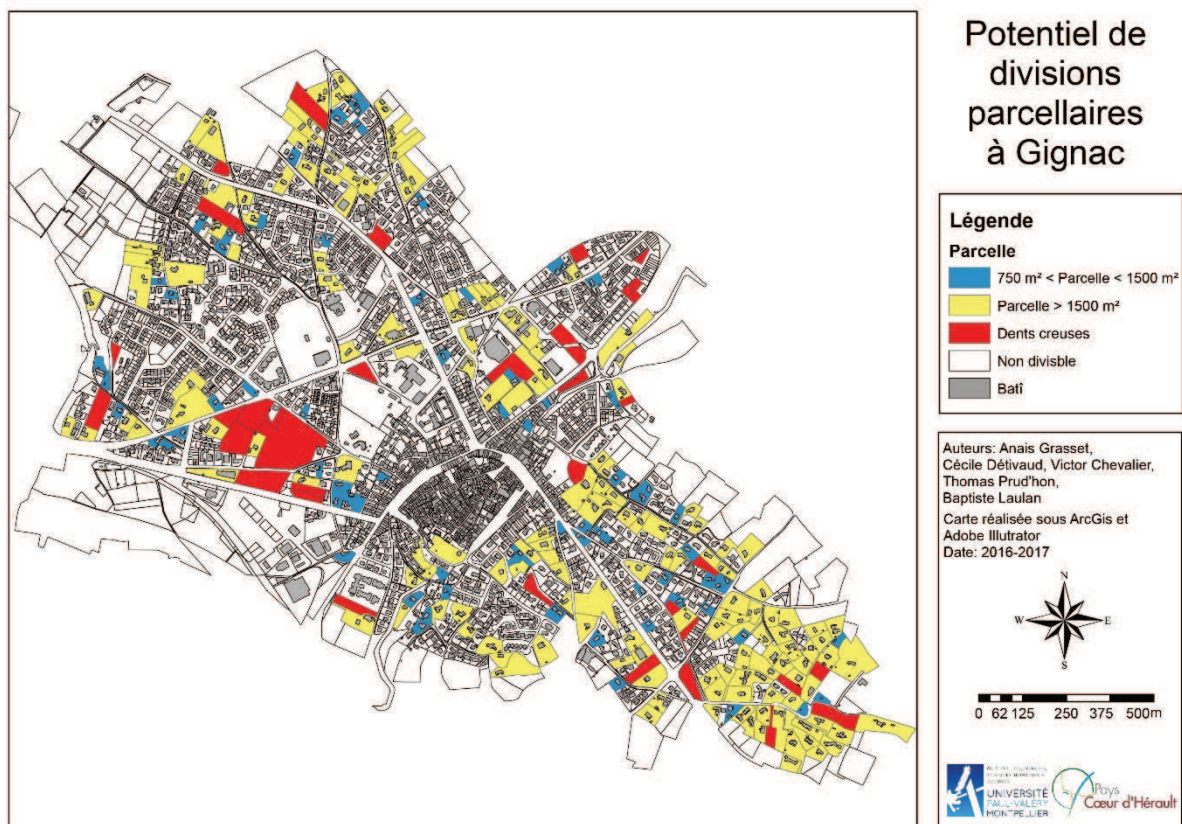 Potentiel de
divisions
parcellaires
à Gignac
Légende
Parcelle
750 m² < Parcelle < 1500 m²
Parcelle > 1500 m²
Dents creuses
Non divisble
Batî
Auteurs: Anais Grasset,
Cécile Détivaud, Victor Chevalier,
Thomas Prud'hon,
Baptiste Laulan
Carte réalisée sous ArcGis et
Adobe Illutrator
Date: 2016-2017
N
W E
S
0 62 125 250 375 500m
UNIVERSITÉ
PAUL-VALÉRY
MONTPELLIER
Pays
Cœur d'Hérault